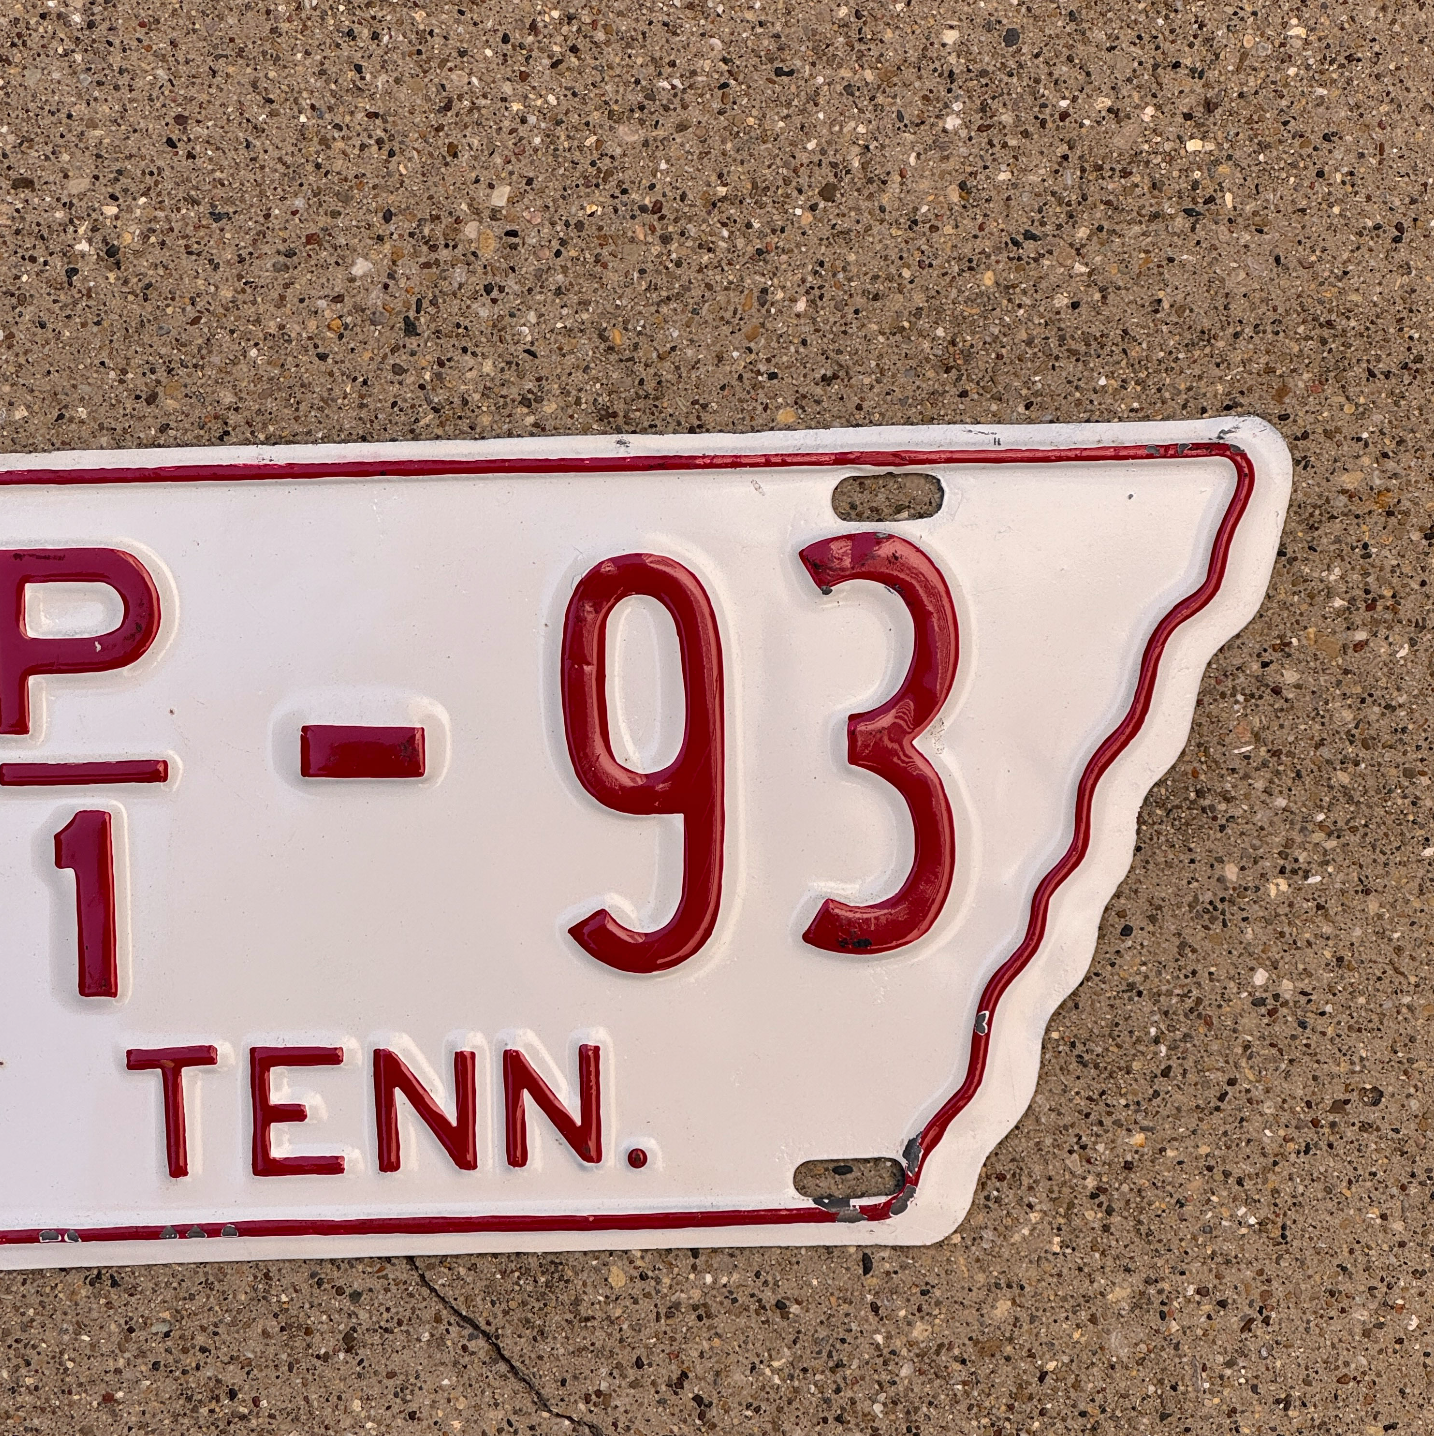 P - 93
1
TENN.